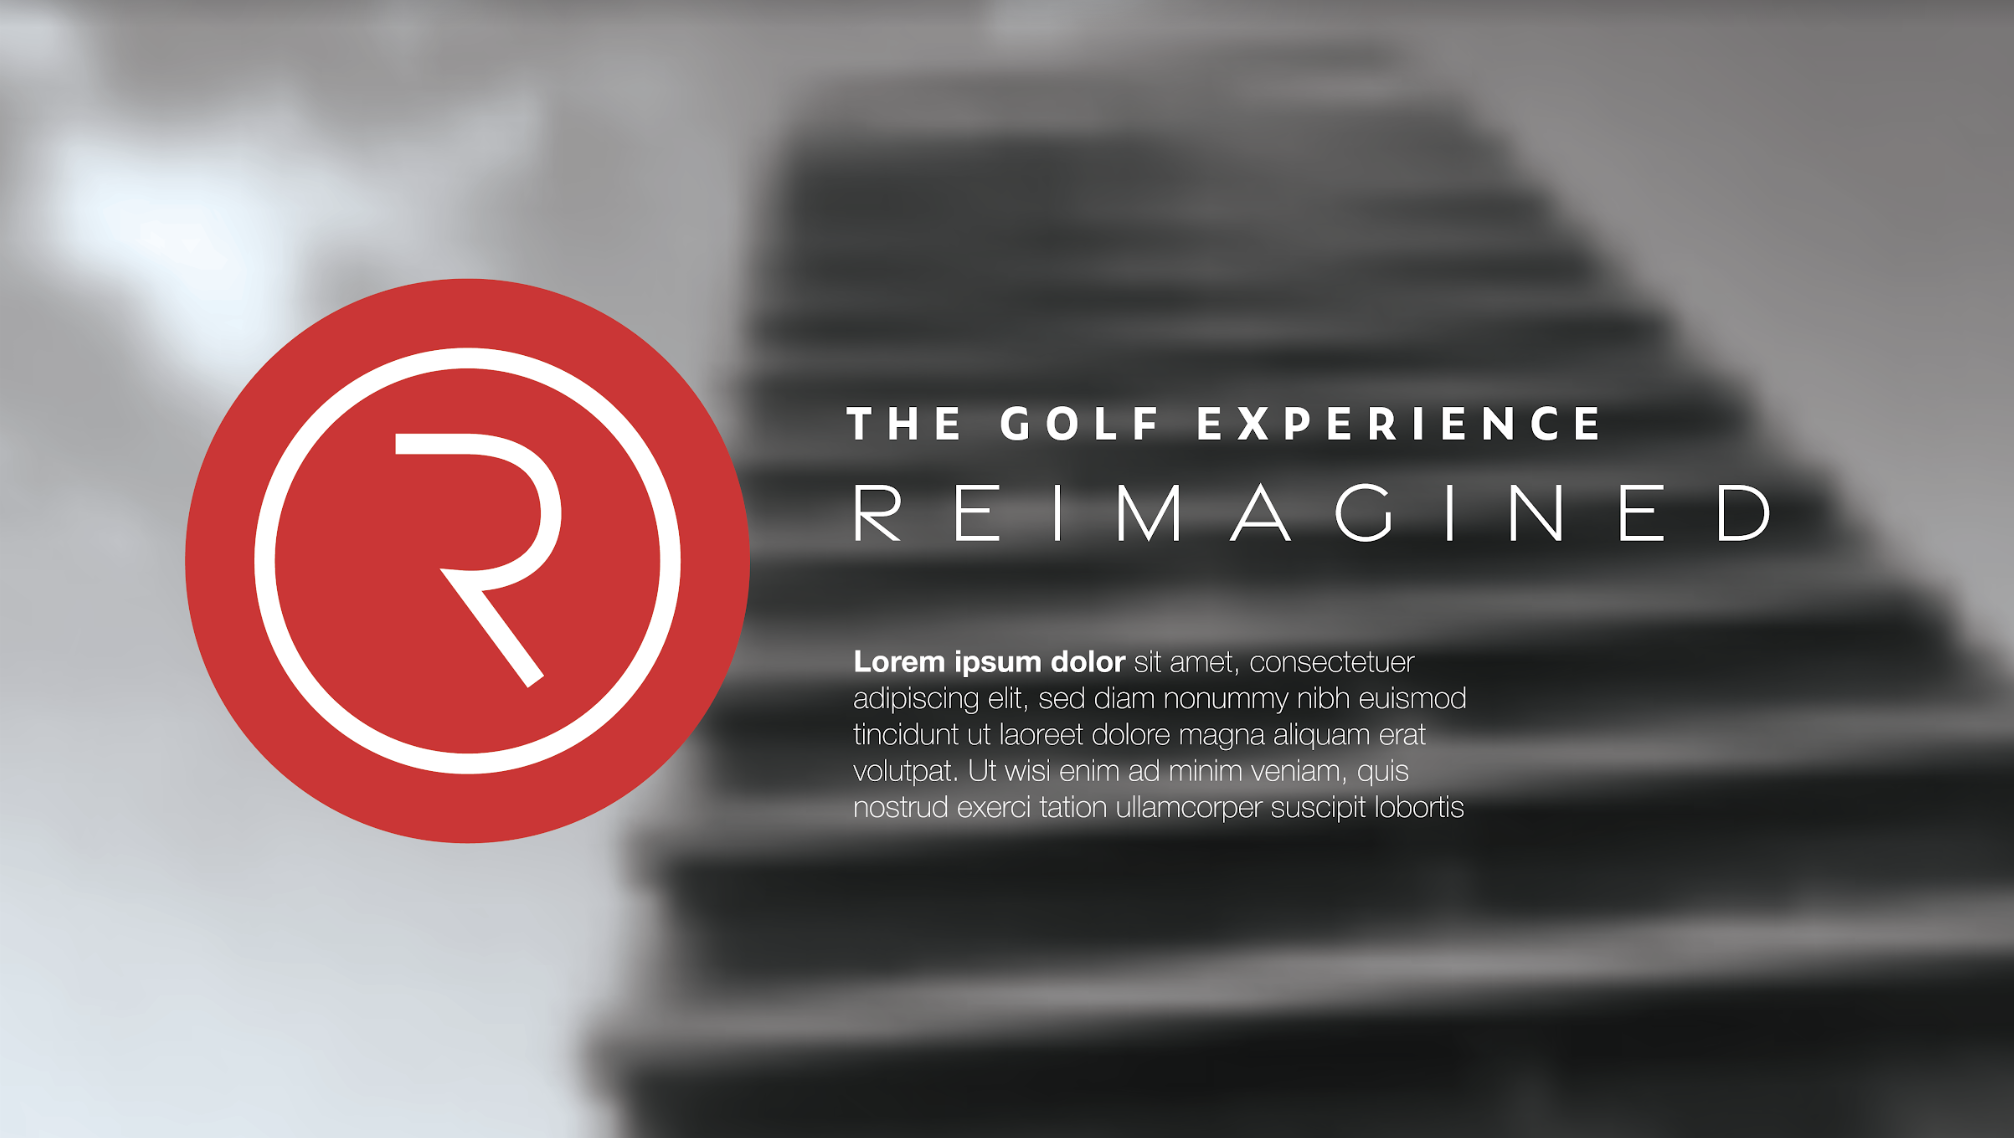 R
THE GOLF EXPERIENCE
REIMAGINED
Lorem ipsum dolor sit amet, consectetuer
adipiscing elit, sed diam nonummy nibh euismod
tincidunt ut laoreet dolore magna aliquam erat
volutpat. Ut wisi enim ad minim veniam, quis
nostrud exerci tation ullamcorper suscipit lobortis